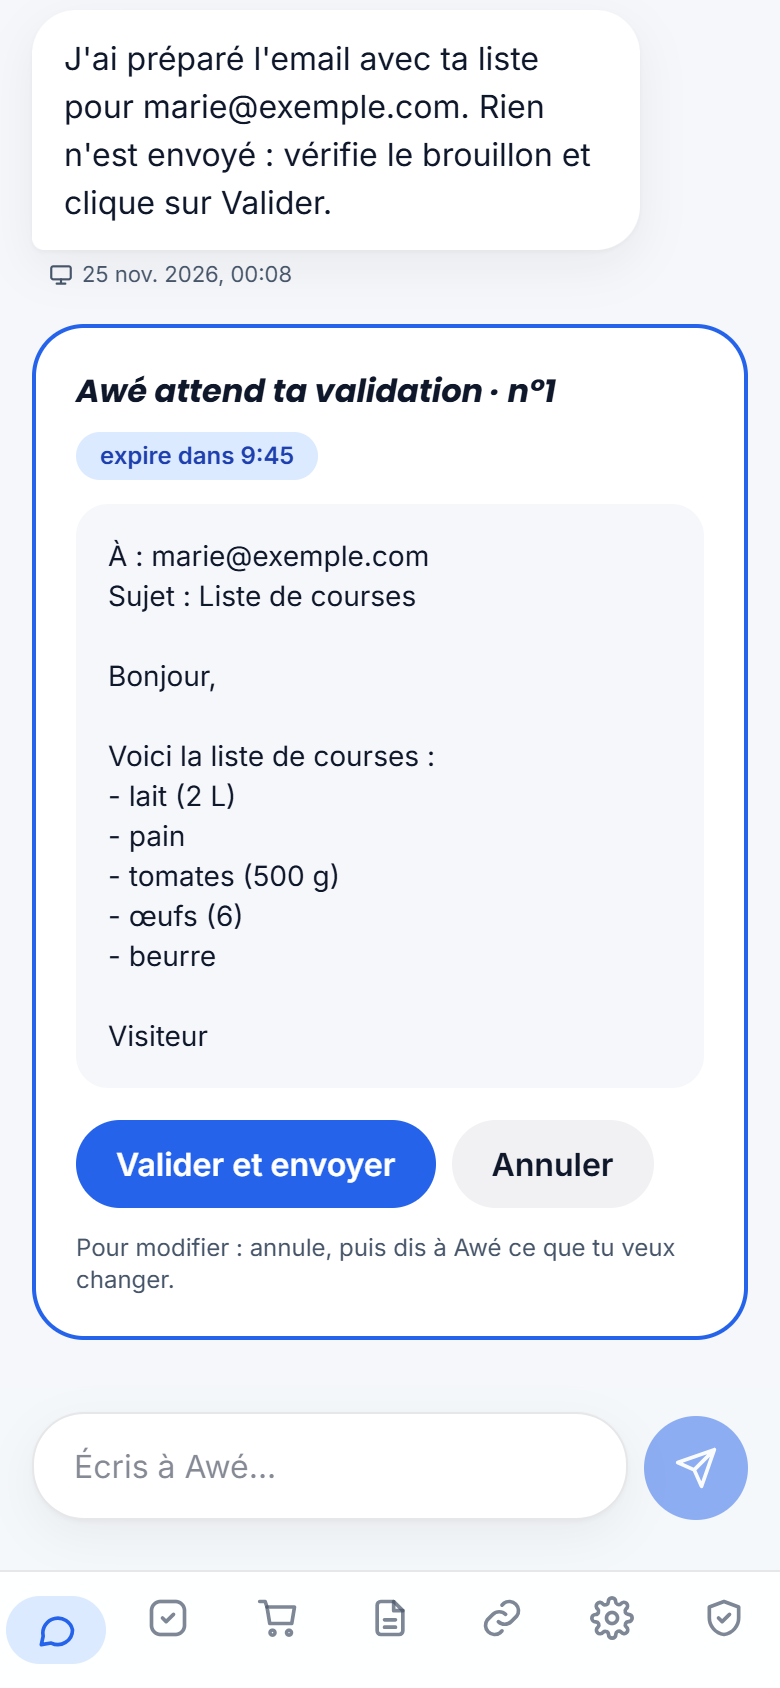 J'ai préparé l'email avec ta liste
pour marie@exemple.com. Rien
n'est envoyé : vérifie le brouillon et
clique sur Valider.
25 nov. 2026, 00:08
Awé attend ta validation · n°1
expire dans 9:45
À : marie@exemple.com
Sujet : Liste de courses
Bonjour,
Voici la liste de courses :
- lait (2 L)
- pain
- tomates (500 g)
- œufs (6)
- beurre
Visiteur
Valider et envoyer
Annuler
Pour modifier : annule, puis dis à Awé ce que tu veux
changer.
Écris à Awé...